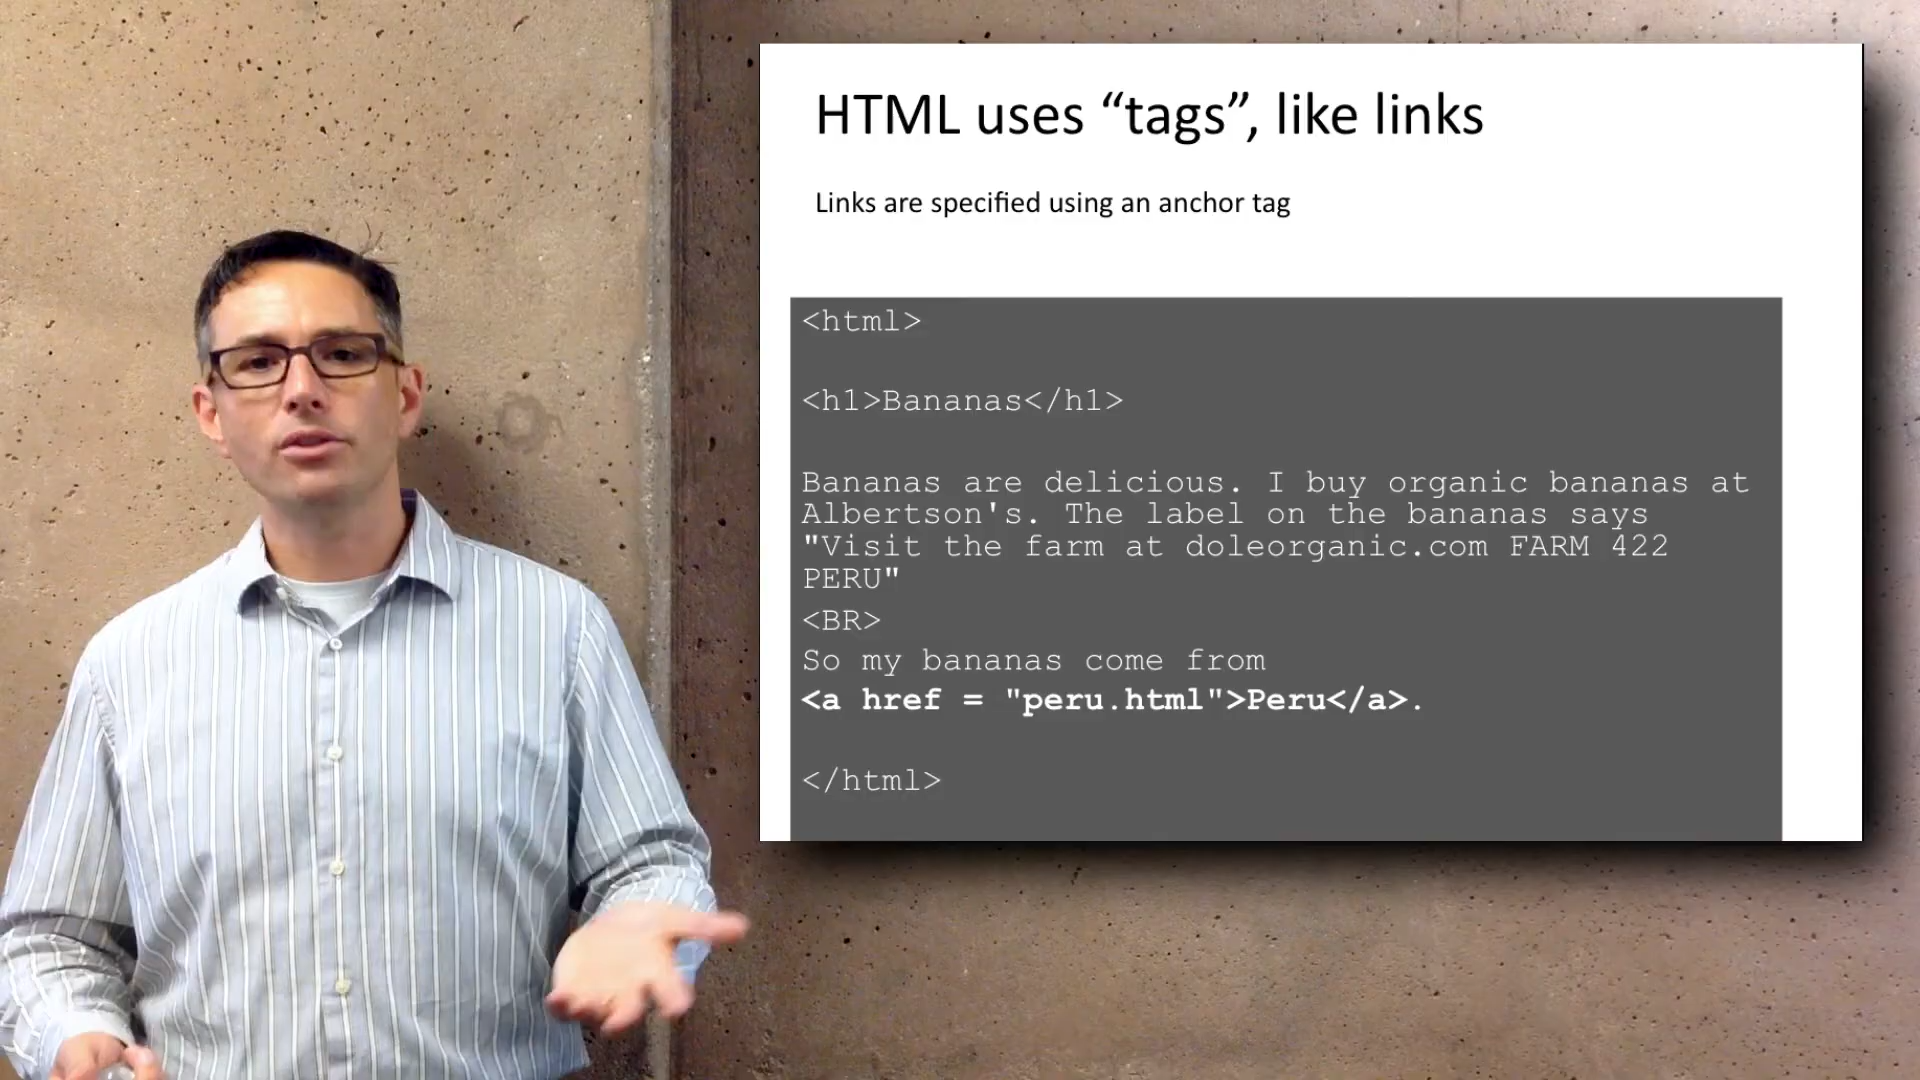 HTML uses “tags”, like links
Links are specified using an anchor tag
<html>
<h1>Bananas</h1>
Bananas are delicious. I buy organic bananas at
Albertson's. The label on the bananas says
"Visit the farm at doleorganic.com FARM 422
PERU"
<BR>
So my bananas come from
<a href = "peru.html">Peru</a>.
</html>